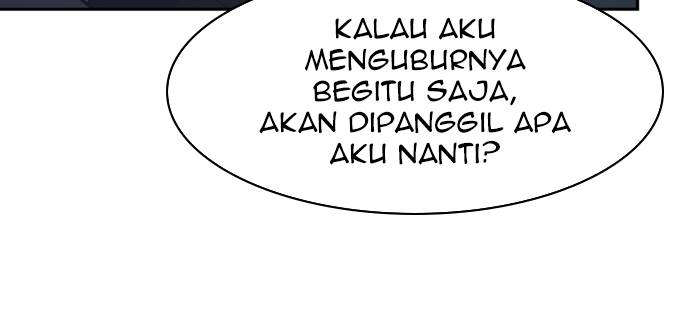 KALAU AKU
MENGUBURNYA
BEGITU SAJA,
AKAN DIPANGGIL APA
AKU NANTI?